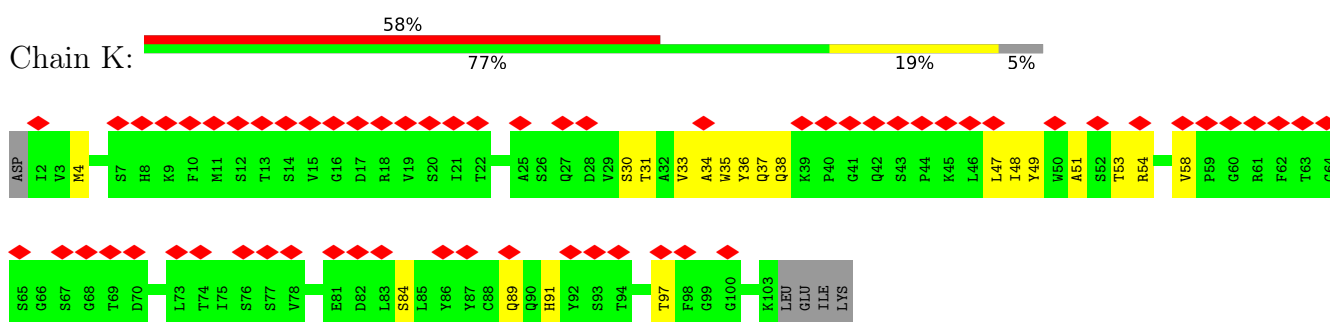 58%
Chain K:
77% 19% 5%
ASP I2 V3 M4 S7 H8 K9 F10 M11 S12 T13 S14 V15 G16 D17 R18 V19 S20 I21 T22 A25 S26 Q27 D28 V29 S30 T31 A32 V33 A34 W35 Y36 Q37 Q38 K39 P40 G41 Q42 S43 P44 K45 L46 L47 I48 Y49 W50 A51 S52 T53 R54 V58 P59 G60 R61 F62 T63 G64
S65 G66 S67 G68 T69 D70 L73 T74 I75 S76 S77 V78 E81 D82 L83 S84 L85 Y86 Y87 C88 Q89 Q90 H91 Y92 S93 T94 T97 F98 G99 G100 K103 LEU GLU ILE LYS